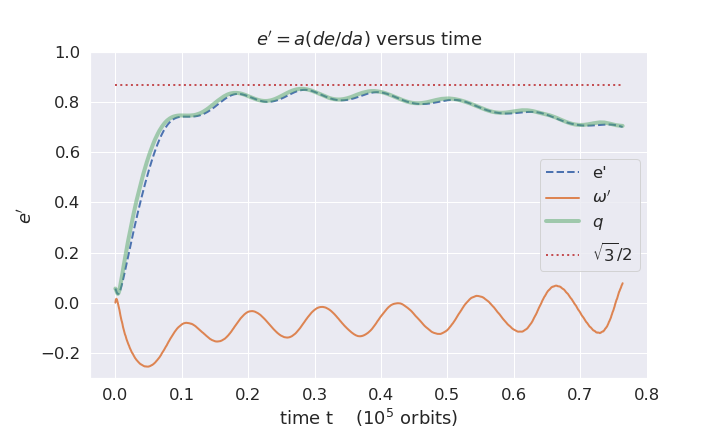 e′ = a(de/da) versus time
1.0
0.8
0.6
0.4
0.2
0.0
−0.2
e′
e'
ω′
q
√3/2
0.0 0.1 0.2 0.3 0.4 0.5 0.6 0.7 0.8
time t (10⁵ orbits)